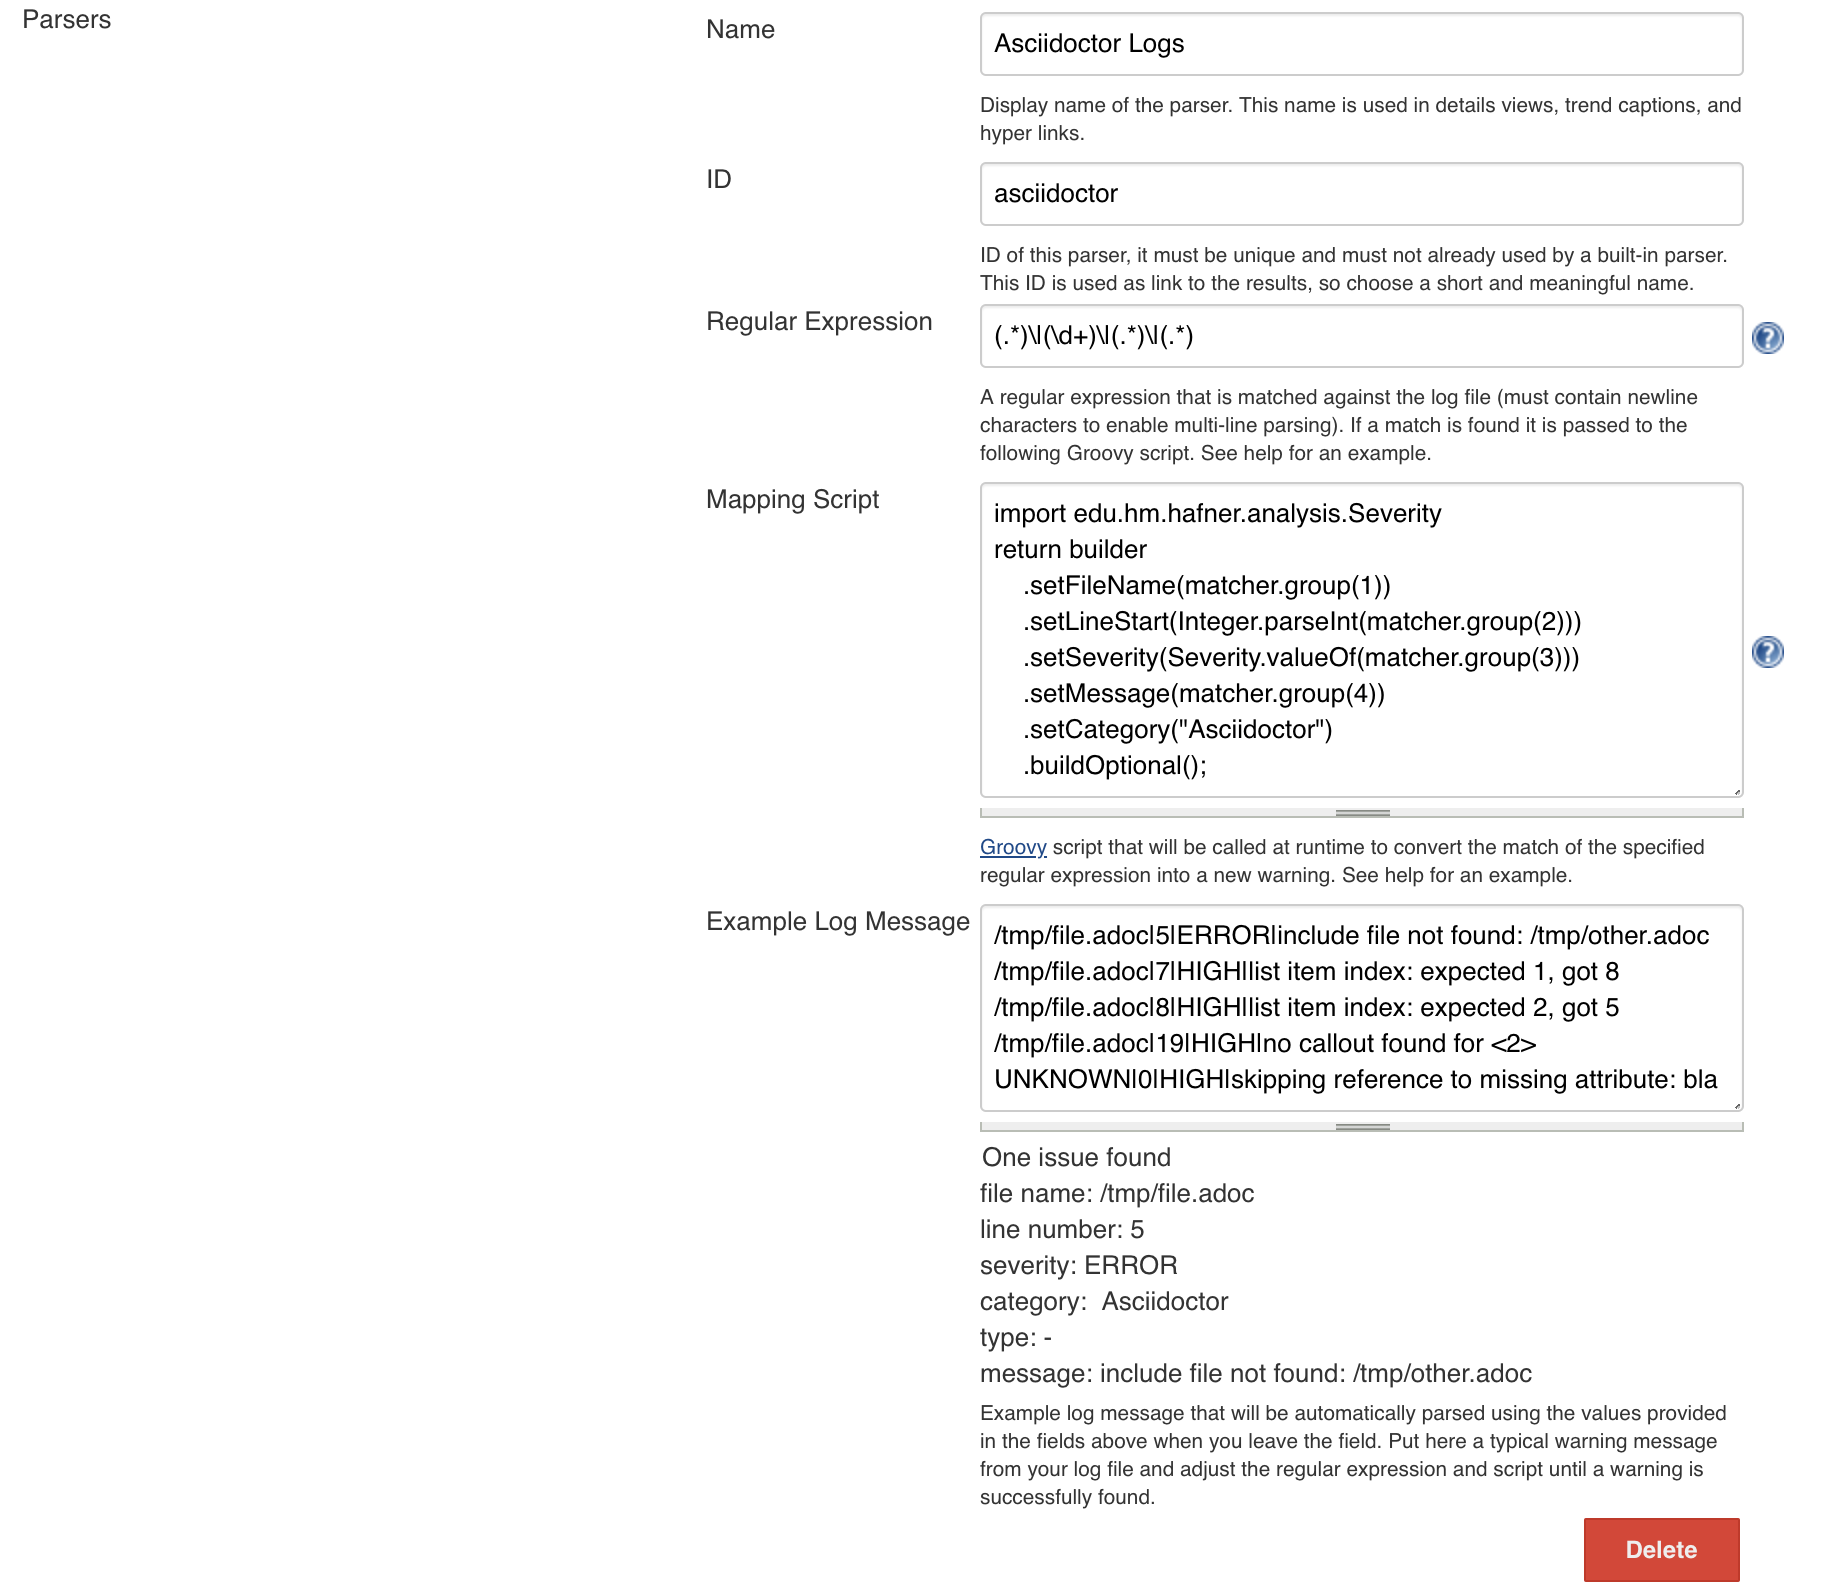 Parsers
Name
Asciidoctor Logs
Display name of the parser. This name is used in details views, trend captions, and
hyper links.
ID
asciidoctor
ID of this parser, it must be unique and must not already used by a built-in parser.
This ID is used as link to the results, so choose a short and meaningful name.
Regular Expression
(.*)\|(\d+)\|(.*)\|(.*)
A regular expression that is matched against the log file (must contain newline
characters to enable multi-line parsing). If a match is found it is passed to the
following Groovy script. See help for an example.
Mapping Script
import edu.hm.hafner.analysis.Severity
return builder
    .setFileName(matcher.group(1))
    .setLineStart(Integer.parseInt(matcher.group(2)))
    .setSeverity(Severity.valueOf(matcher.group(3)))
    .setMessage(matcher.group(4))
    .setCategory("Asciidoctor")
    .buildOptional();
Groovy script that will be called at runtime to convert the match of the specified
regular expression into a new warning. See help for an example.
Example Log Message
/tmp/file.adoc|5|ERROR|include file not found: /tmp/other.adoc
/tmp/file.adoc|7|HIGH|list item index: expected 1, got 8
/tmp/file.adoc|8|HIGH|list item index: expected 2, got 5
/tmp/file.adoc|19|HIGH|no callout found for <2>
UNKNOWN|0|HIGH|skipping reference to missing attribute: bla
One issue found
file name: /tmp/file.adoc
line number: 5
severity: ERROR
category: Asciidoctor
type: -
message: include file not found: /tmp/other.adoc
Example log message that will be automatically parsed using the values provided
in the fields above when you leave the field. Put here a typical warning message
from your log file and adjust the regular expression and script until a warning is
successfully found.
Delete